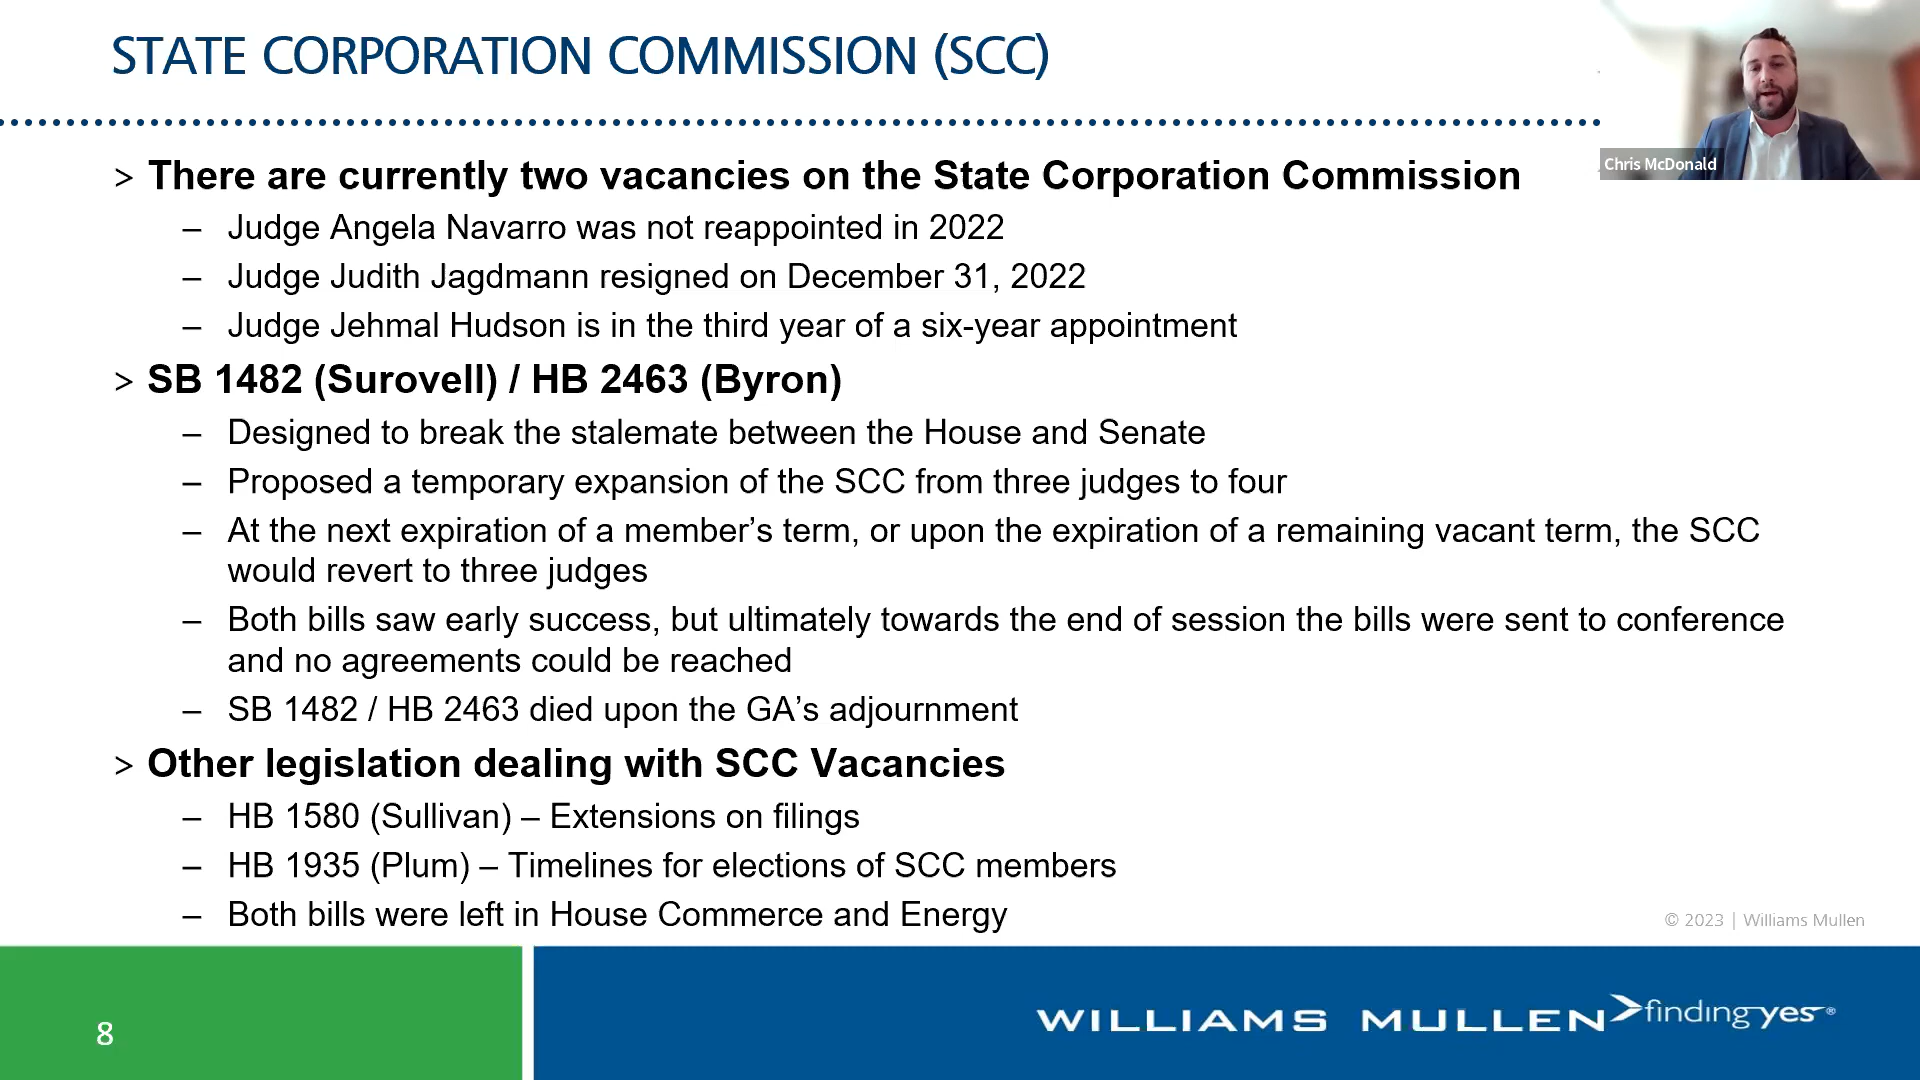 STATE CORPORATION COMMISSION (SCC)
Chris McDonald
> There are currently two vacancies on the State Corporation Commission
– Judge Angela Navarro was not reappointed in 2022
– Judge Judith Jagdmann resigned on December 31, 2022
– Judge Jehmal Hudson is in the third year of a six-year appointment
> SB 1482 (Surovell) / HB 2463 (Byron)
– Designed to break the stalemate between the House and Senate
– Proposed a temporary expansion of the SCC from three judges to four
– At the next expiration of a member’s term, or upon the expiration of a remaining vacant term, the SCC
would revert to three judges
– Both bills saw early success, but ultimately towards the end of session the bills were sent to conference
and no agreements could be reached
– SB 1482 / HB 2463 died upon the GA’s adjournment
> Other legislation dealing with SCC Vacancies
– HB 1580 (Sullivan) – Extensions on filings
– HB 1935 (Plum) – Timelines for elections of SCC members
– Both bills were left in House Commerce and Energy
© 2023 | Williams Mullen
8
WILLIAMS MULLEN finding yes®